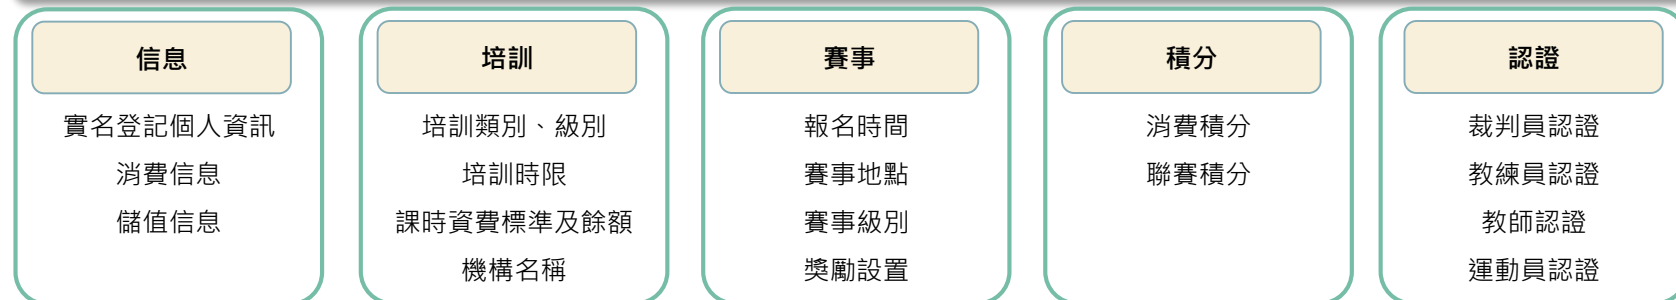 信息
實名登記個人資訊
消費信息
儲值信息
培訓
培訓類別、級別
培訓時限
課時資費標準及餘額
機構名稱
賽事
報名時間
賽事地點
賽事級別
獎勵設置
積分
消費積分
聯賽積分
認證
裁判員認證
教練員認證
教師認證
運動員認證